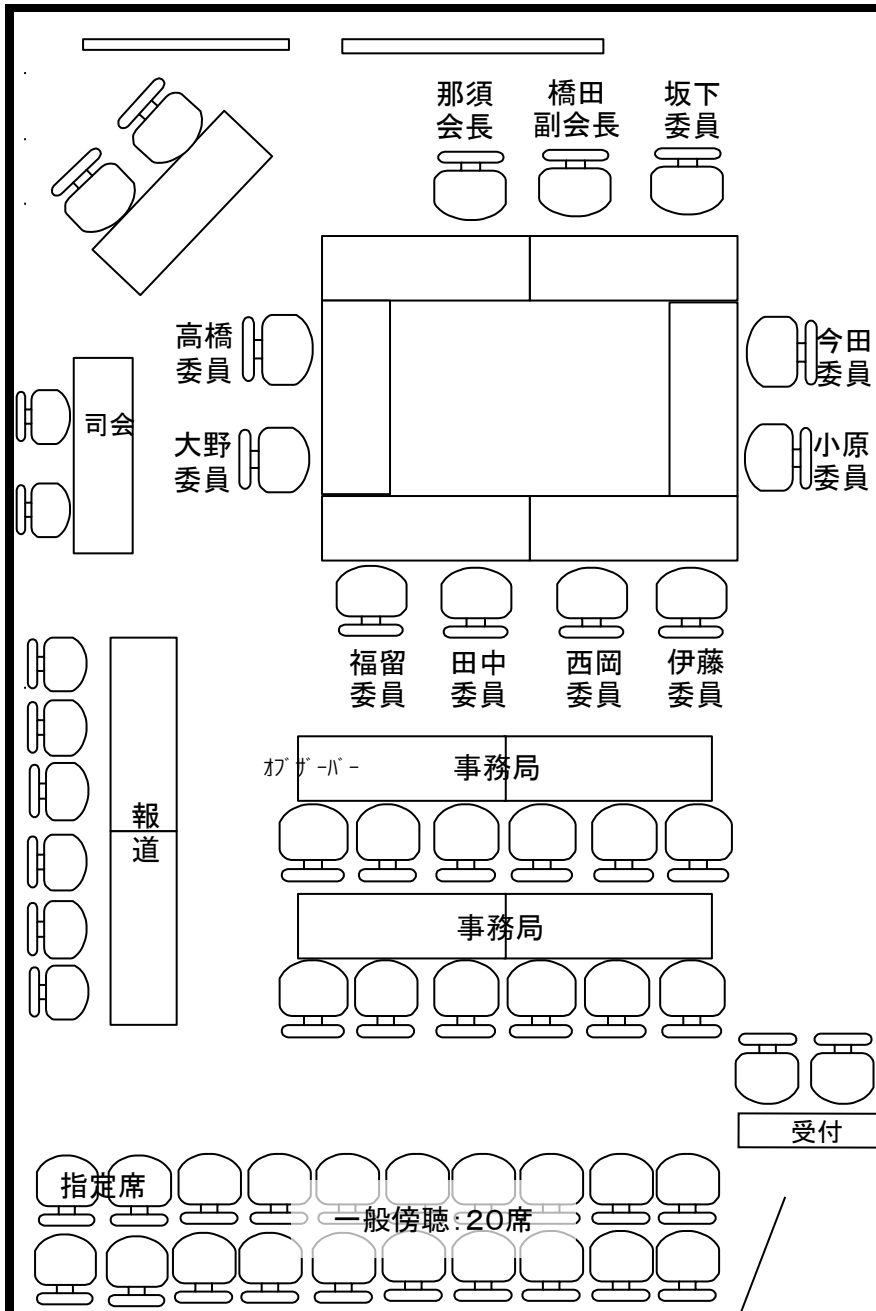 那須
会長
橋田
副会長
坂下
委員
高橋
委員
今田
委員
司会
大野
委員
小原
委員
福留
委員
田中
委員
西岡
委員
伊藤
委員
ｵﾌﾞｻﾞｰﾊﾞｰ
事務局
報
道
事務局
受付
指定席
一般傍聴：２０席